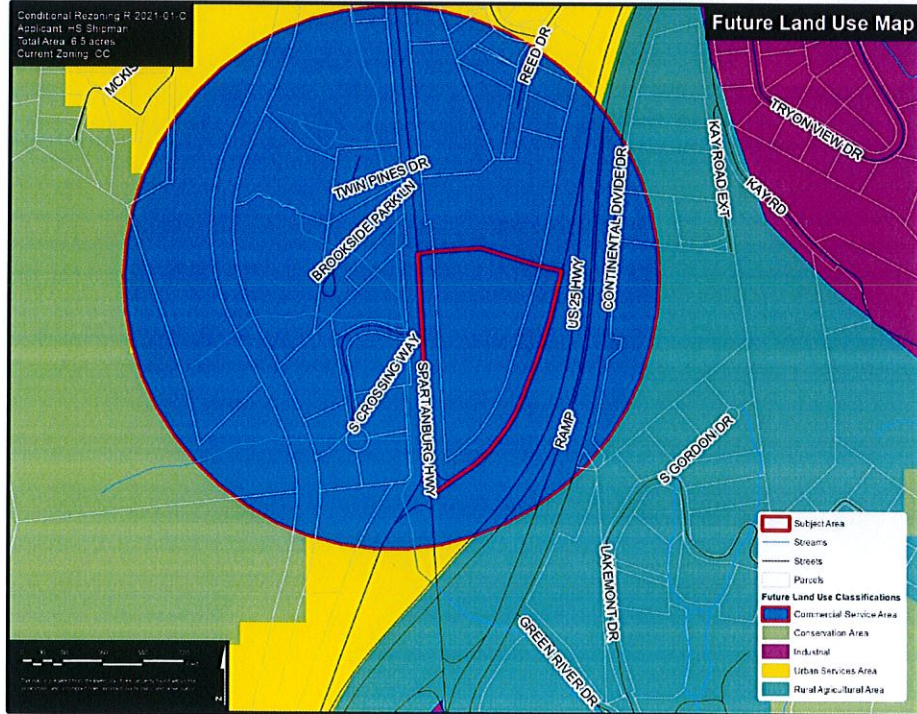 Conditional Rezoning R-2021-01-C
Applicant: HS Shipman
Total Area: 6.5 acres
Current Zoning: CC
Future Land Use Map
REED DR
TRYON VIEW DR
KAY ROAD EXT
KAY RD
TWIN PINES DR
BROOKSIDE PARK LN
CONTINENTAL DIVIDE DR
US 25 HWY
S CROSSING WAY
SPARTANBURG HWY
RAMP
S GORDON DR
LAKEMONT DR
GREEN RIVER DR
Subject Area
Streams
Streets
Parcels
Future Land Use Classifications
Commercial Service Area
Conservation Area
Industrial
Urban Services Area
Rural Agricultural Area
N